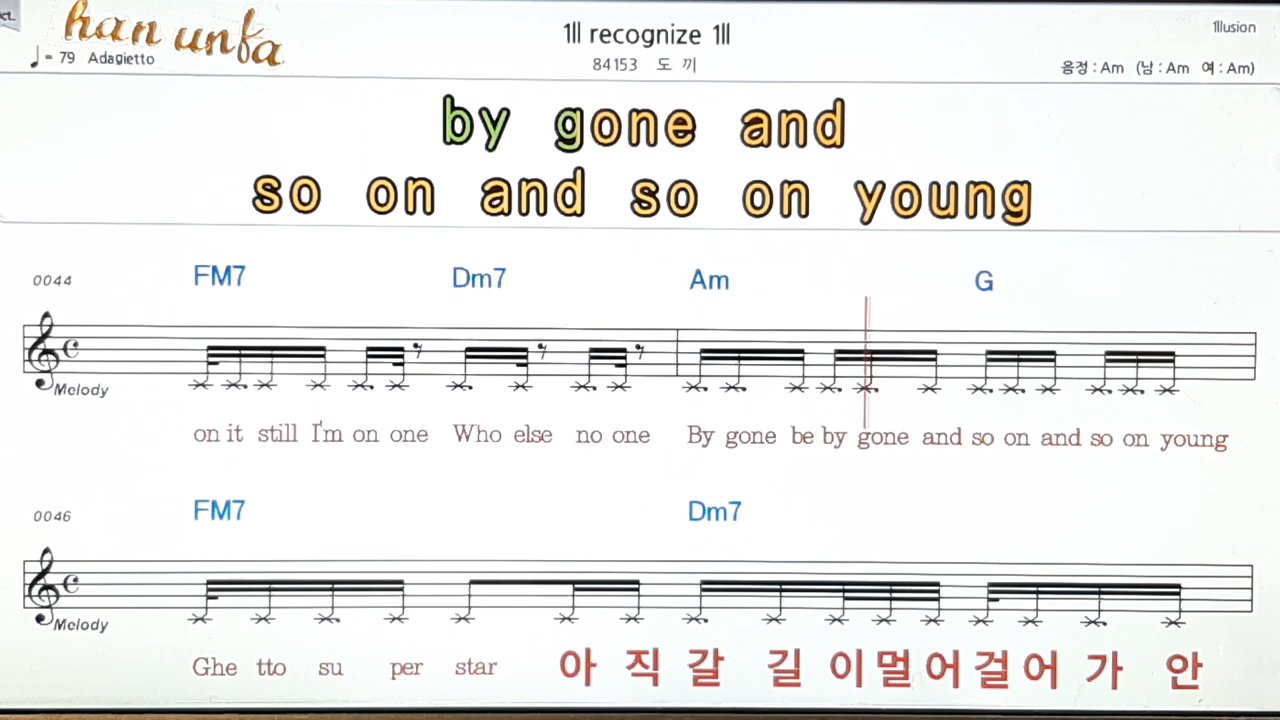 ct.
han unfa
1ll recognize 1ll
1llusion
♩= 79 Adagietto
84153 도 끼
음정 : Am (남 : Am 여 : Am)
by gone and
so on and so on young
0044
FM7 Dm7 Am G
Melody
on it still I'm on one Who else no one By gone be by gone and so on and so on young
0046
FM7 Dm7
Melody
Ghe tto su per star 아 직 갈 길 이 멀 어 걸 어 가 안